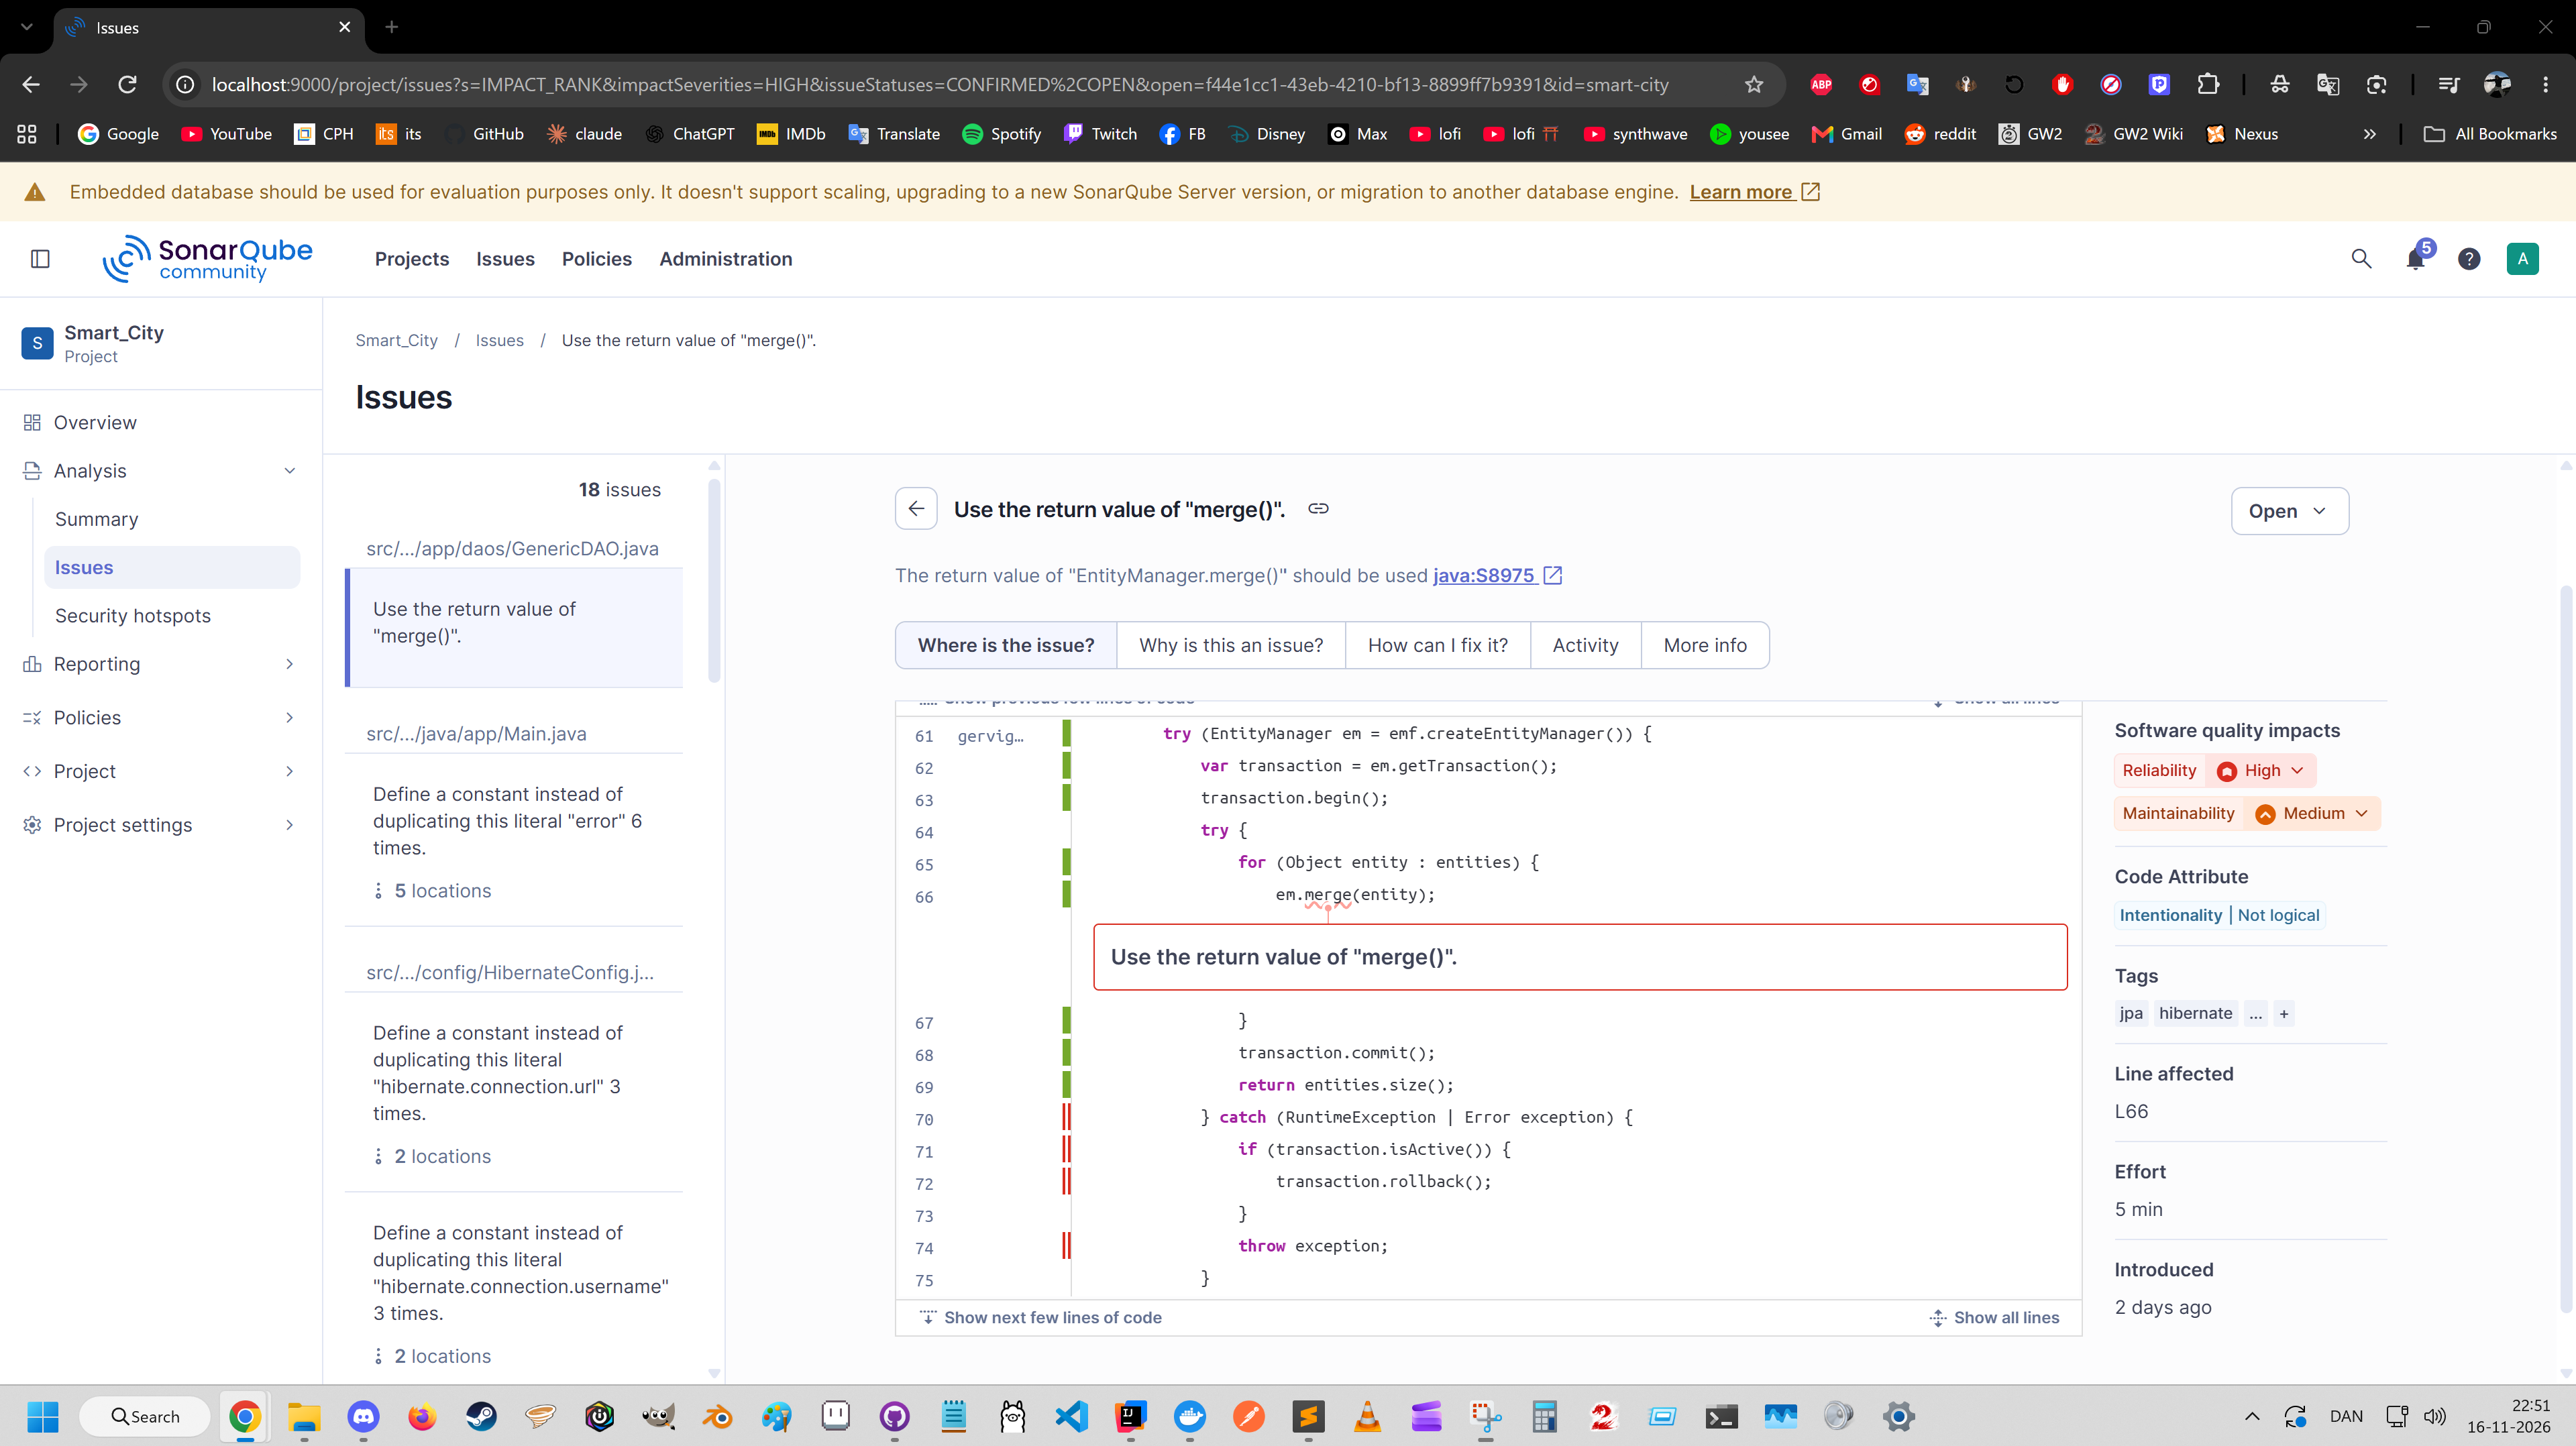 Issues
localhost:9000/project/issues?s=IMPACT_RANK&impactSeverities=HIGH&issueStatuses=CONFIRMED%2COPEN&open=f44e1cc1-43eb-4210-bf13-8899ff7b9391&id=smart-city
ABP
Google YouTube CPH its its GitHub claude ChatGPT IMDb IMDb Translate Spotify Twitch FB Disney Max lofi lofi synthwave yousee Gmail reddit GW2 GW2 Wiki Nexus » All Bookmarks
Embedded database should be used for evaluation purposes only. It doesn't support scaling, upgrading to a new SonarQube Server version, or migration to another database engine. Learn more
SonarQube
community
Projects Issues Policies Administration
5
?
A
S
Smart_City
Project
Overview
Analysis
Summary
Issues
Security hotspots
Reporting
Policies
Project
Project settings
Smart_City / Issues / Use the return value of "merge()".
Issues
18 issues
src/.../app/daos/GenericDAO.java
Use the return value of
"merge()".
src/.../java/app/Main.java
Define a constant instead of
duplicating this literal "error" 6
times.
5 locations
src/.../config/HibernateConfig.j...
Define a constant instead of
duplicating this literal
"hibernate.connection.url" 3
times.
2 locations
Define a constant instead of
duplicating this literal
"hibernate.connection.username"
3 times.
2 locations
Use the return value of "merge()".
Open
The return value of "EntityManager.merge()" should be used java:S8975
Where is the issue? Why is this an issue? How can I fix it? Activity More info
Show previous few lines of code Show all lines
61 gervig… try (EntityManager em = emf.createEntityManager()) {
62 var transaction = em.getTransaction();
63 transaction.begin();
64 try {
65 for (Object entity : entities) {
66 em.merge(entity);
Use the return value of "merge()".
67 }
68 transaction.commit();
69 return entities.size();
70 } catch (RuntimeException | Error exception) {
71 if (transaction.isActive()) {
72 transaction.rollback();
73 }
74 throw exception;
75 }
Show next few lines of code Show all lines
Software quality impacts
Reliability High
Maintainability Medium
Code Attribute
Intentionality | Not logical
Tags
jpa hibernate ... +
Line affected
L66
Effort
5 min
Introduced
2 days ago
Search
DAN
22:51
16-11-2026